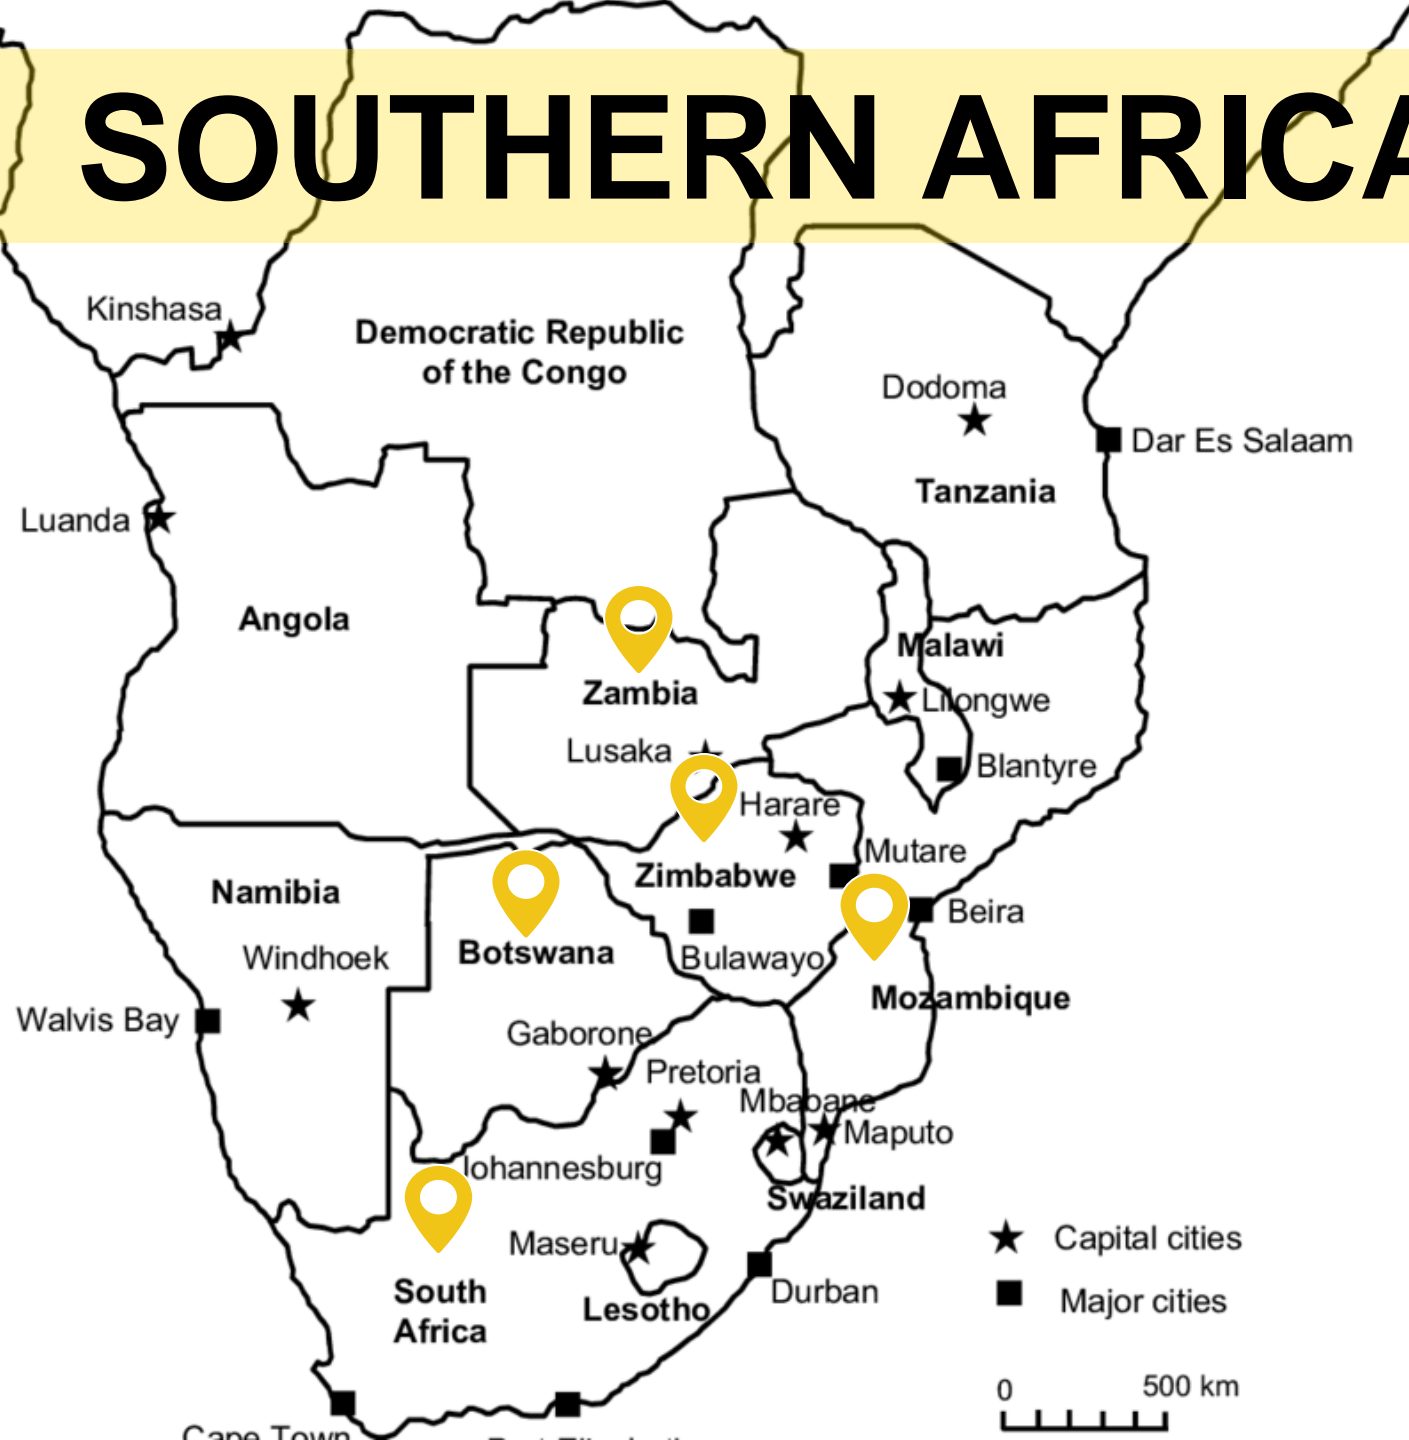 SOUTHERN AFRICA
Kinshasa
Democratic Republic
of the Congo
Dodoma
Dar Es Salaam
Tanzania
Luanda
Angola
Malawi
Zambia
Lilongwe
Lusaka
Blantyre
Harare
Mutare
Zimbabwe
Namibia
Beira
Botswana
Windhoek
Bulawayo
Mozambique
Walvis Bay
Gaborone
Pretoria
Mbabane
Maputo
Johannesburg
Swaziland
Maseru
Capital cities
South
Africa
Durban
Major cities
Lesotho
0 500 km
Cape Town